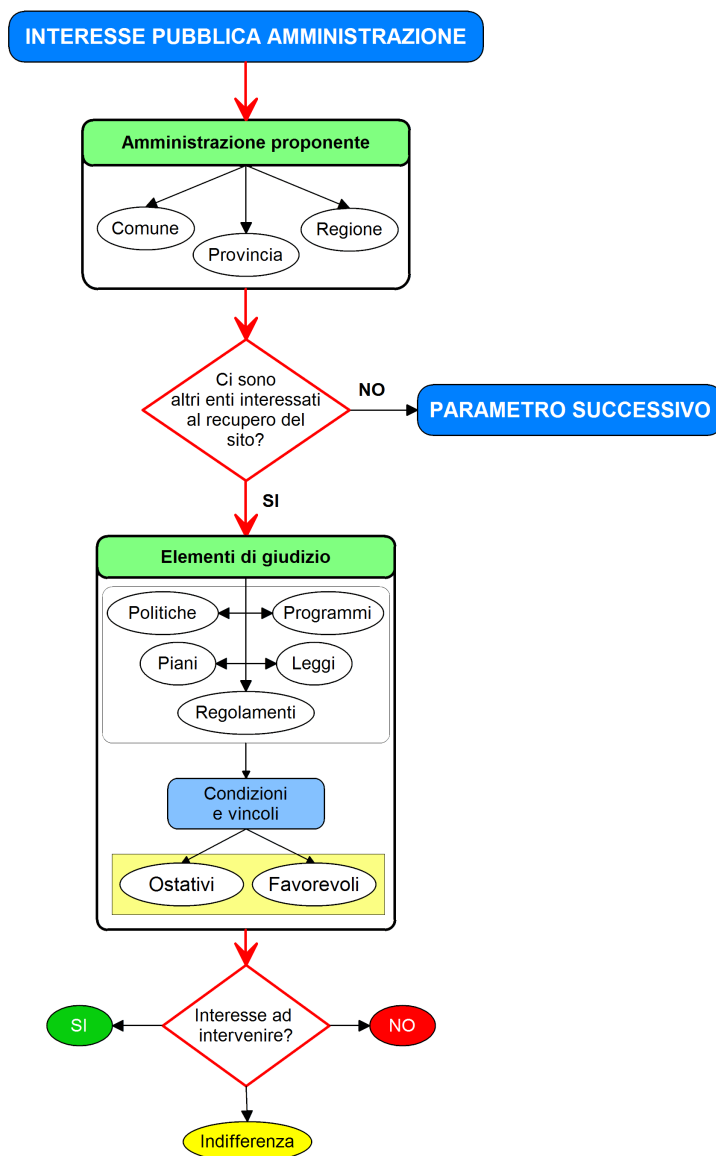 INTERESSE PUBBLICA AMMINISTRAZIONE
Amministrazione proponente
Comune
Regione
Provincia
Ci sono
altri enti interessati
al recupero del
sito?
NO
PARAMETRO SUCCESSIVO
SI
Elementi di giudizio
Politiche
Programmi
Piani
Leggi
Regolamenti
Condizioni
e vincoli
Ostativi
Favorevoli
Interesse ad
intervenire?
SI
NO
Indifferenza